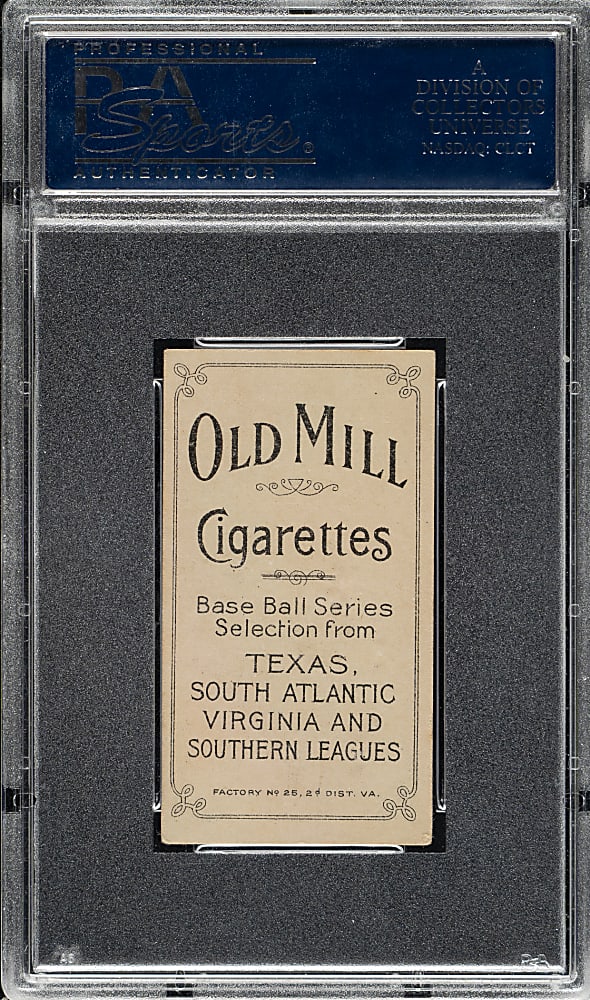 PROFESSIONAL
PSA
Sports®
AUTHENTICATOR
A
DIVISION OF
COLLECTORS
UNIVERSE
NASDAQ: CLCT
OLD MILL
Cigarettes
Base Ball Series
Selection from
TEXAS,
SOUTH ATLANTIC
VIRGINIA AND
SOUTHERN LEAGUES
FACTORY Nº 25, 2ᴰ DIST. VA.
PSA